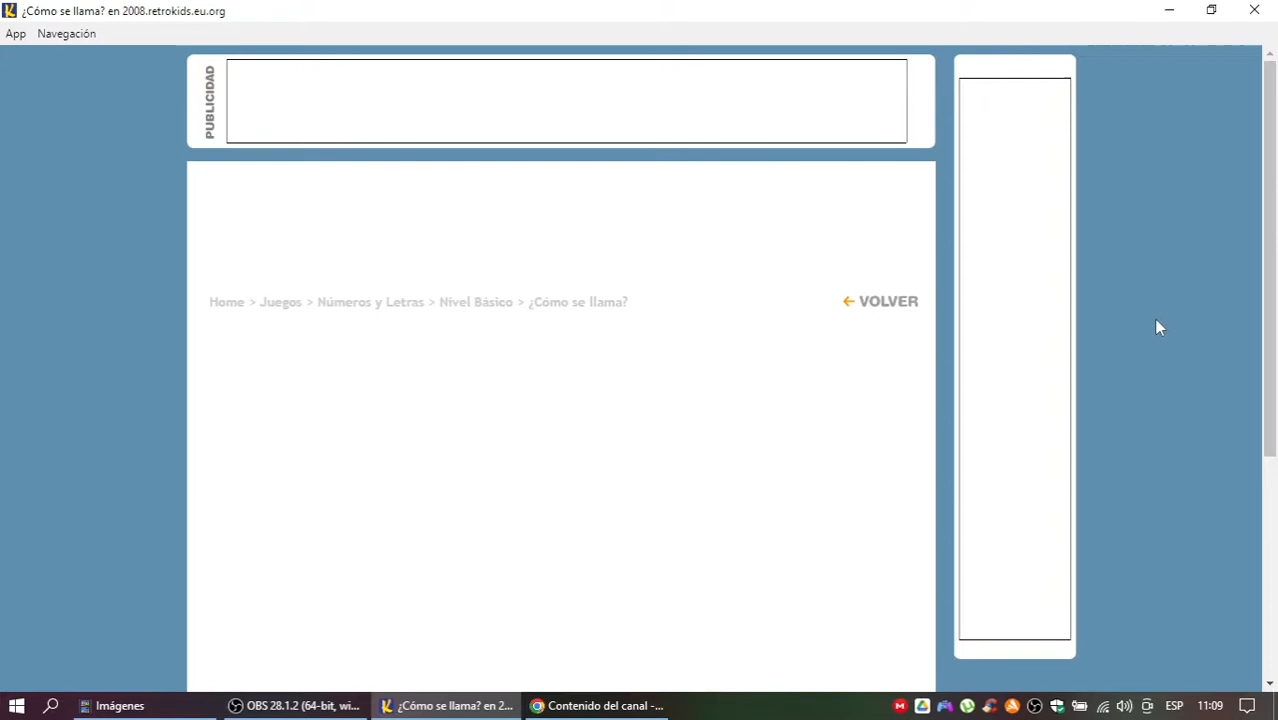 ¿Cómo se llama? en 2008.retrokids.eu.org
App Navegación
PUBLICIDAD
Home > Juegos > Números y Letras > Nivel Básico > ¿Cómo se llama?
← VOLVER
Imágenes
OBS 28.1.2 (64-bit, wi...
¿Cómo se llama? en 2...
Contenido del canal -...
ESP
11:09